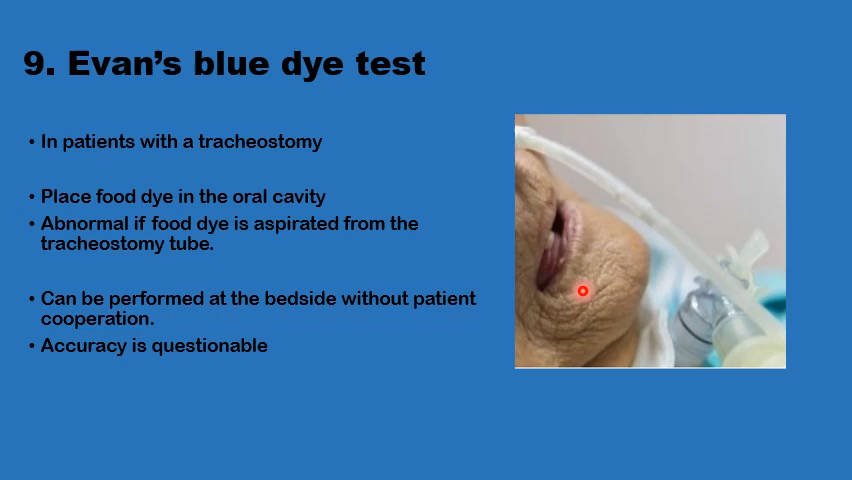 9. Evan’s blue dye test
• In patients with a tracheostomy
• Place food dye in the oral cavity
• Abnormal if food dye is aspirated from the
tracheostomy tube.
• Can be performed at the bedside without patient
cooperation.
• Accuracy is questionable